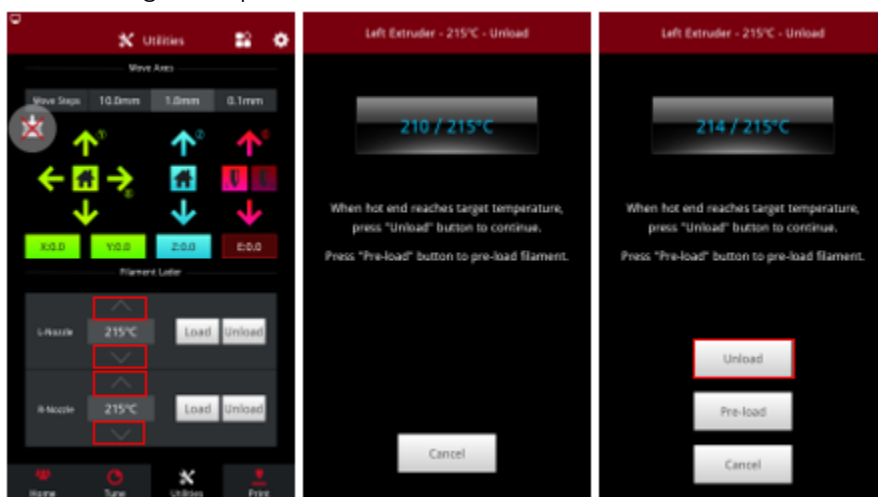 Utilities
Move Axes
Move Steps 10.0mm 1.0mm 0.1mm
X:0.0 Y:0.0 Z:0.0 E:0.0
Filament Loder
L-Nozzle 215°C Load Unload
R-Nozzle 215°C Load Unload
Home Tune Utilities Print
Left Extruder - 215°C - Unload
210 / 215°C
When hot end reaches target temperature,
press "Unload" button to continue.
Press "Pre-load" button to pre-load filament.
Cancel
Left Extruder - 215°C - Unload
214 / 215°C
When hot end reaches target temperature,
press "Unload" button to continue.
Press "Pre-load" button to pre-load filament.
Unload
Pre-load
Cancel